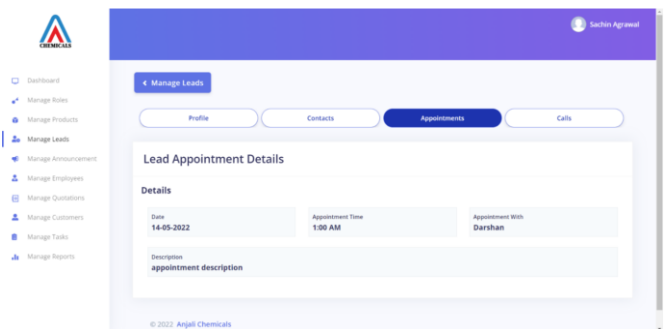 CHEMICALS
Sachin Agrawal
Dashboard
Manage Roles
Manage Products
Manage Leads
Manage Announcement
Manage Employees
Manage Quotations
Manage Customers
Manage Tasks
Manage Reports
Manage Leads
Profile Contacts Appointments Calls
Lead Appointment Details
Details
Date Appointment Time Appointment With
14-05-2022 1:00 AM Darshan
Description
appointment description
© 2022 Anjali Chemicals